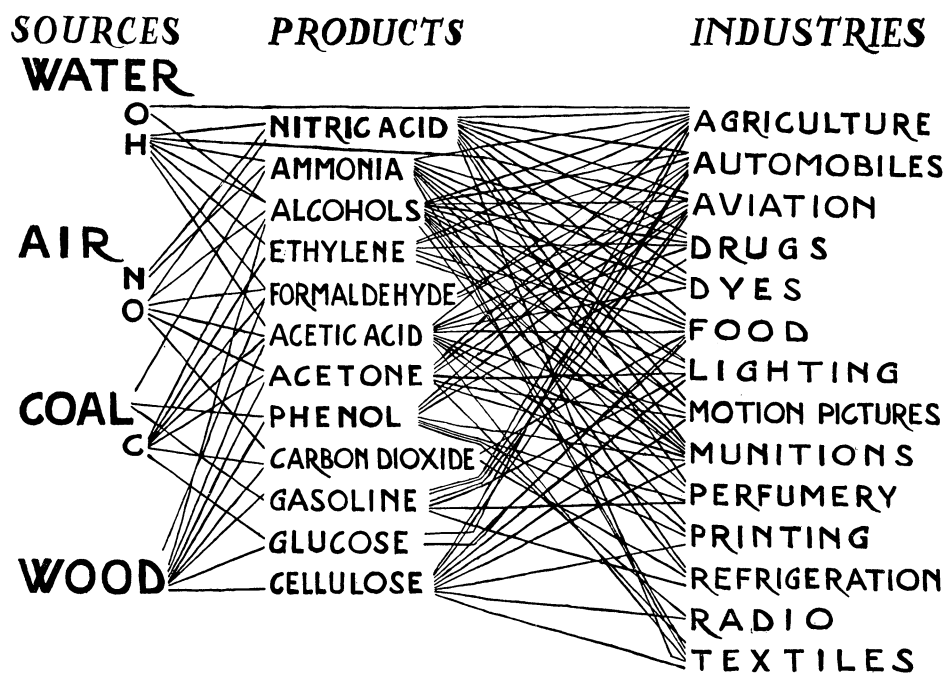 SOURCES PRODUCTS INDUSTRIES
WATER
O
H
AIR
N
O
COAL
C
WOOD
NITRIC ACID
AMMONIA
ALCOHOLS
ETHYLENE
FORMALDEHYDE
ACETIC ACID
ACETONE
PHENOL
CARBON DIOXIDE
GASOLINE
GLUCOSE
CELLULOSE
AGRICULTURE
AUTOMOBILES
AVIATION
DRUGS
DYES
FOOD
LIGHTING
MOTION PICTURES
MUNITIONS
PERFUMERY
PRINTING
REFRIGERATION
RADIO
TEXTILES